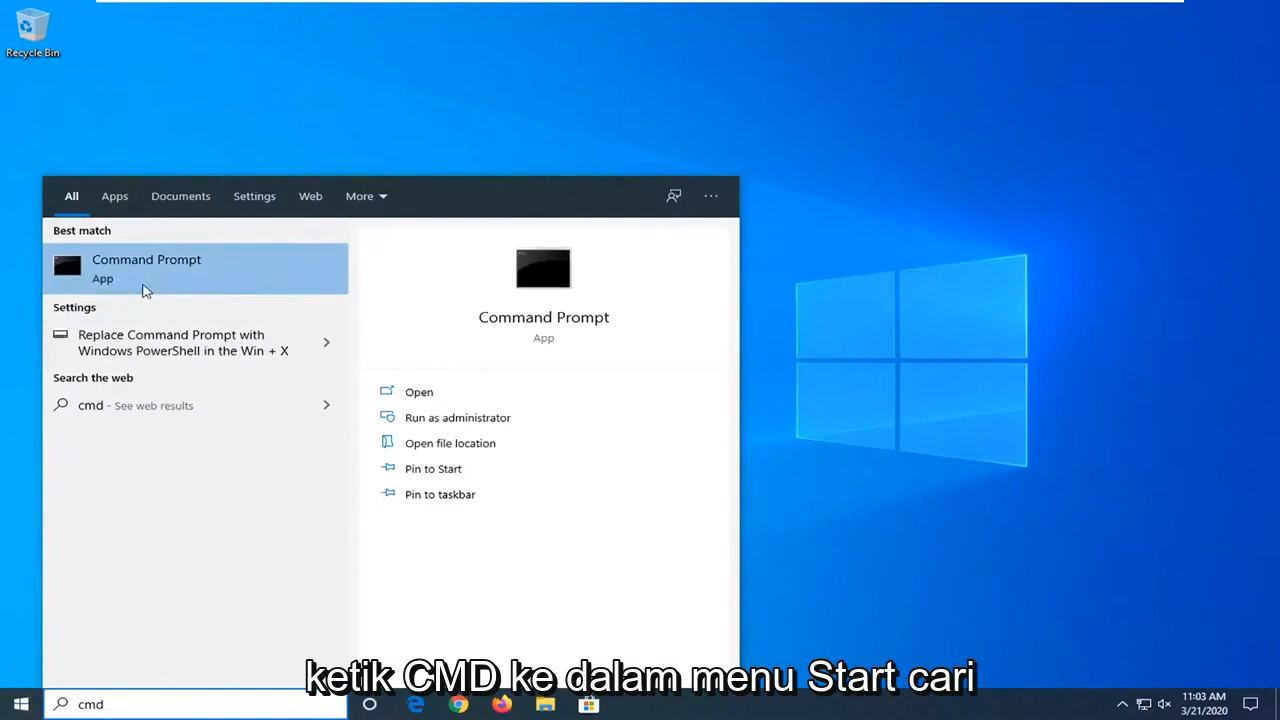 Recycle Bin
All Apps Documents Settings Web More
Best match
Command Prompt
App
Settings
Replace Command Prompt with
Windows PowerShell in the Win + X
Search the web
cmd - See web results
Command Prompt
App
Open
Run as administrator
Open file location
Pin to Start
Pin to taskbar
ketik CMD ke dalam menu Start cari
cmd
11:03 AM
3/21/2020